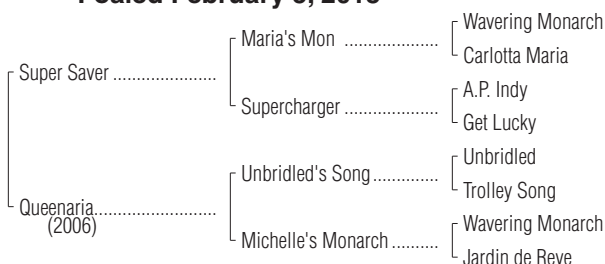 Foaled February
Wavering Monarch
Maria's Mon ....................
Carlotta Maria
Super Saver ......................
A.P. Indy
Supercharger ....................
Get Lucky
Unbridled
Unbridled's Song..............
Trolley Song
Queenaria..........................
(2006)
Wavering Monarch
Michelle's Monarch ..........
Jardin de Reve